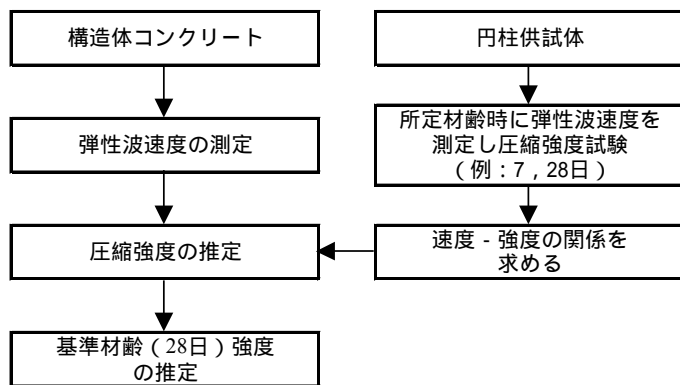 構造体コンクリート
円柱供試体
弾性波速度の測定
所定材齢時に弾性波速度を
測定し圧縮強度試験
（例：7，28日）
圧縮強度の推定
速度‐強度の関係を
求める
基準材齢（28日）強度
の推定